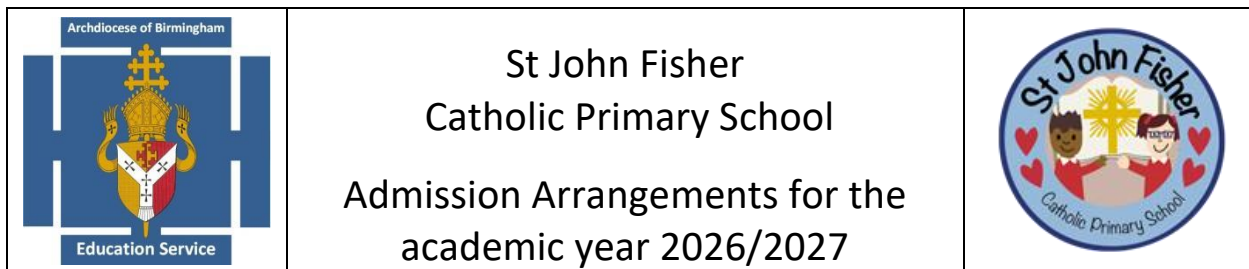 Archdiocese of Birmingham
Education Service
St John Fisher
Catholic Primary School
Admission Arrangements for the
academic year 2026/2027
St John Fisher
Catholic Primary School